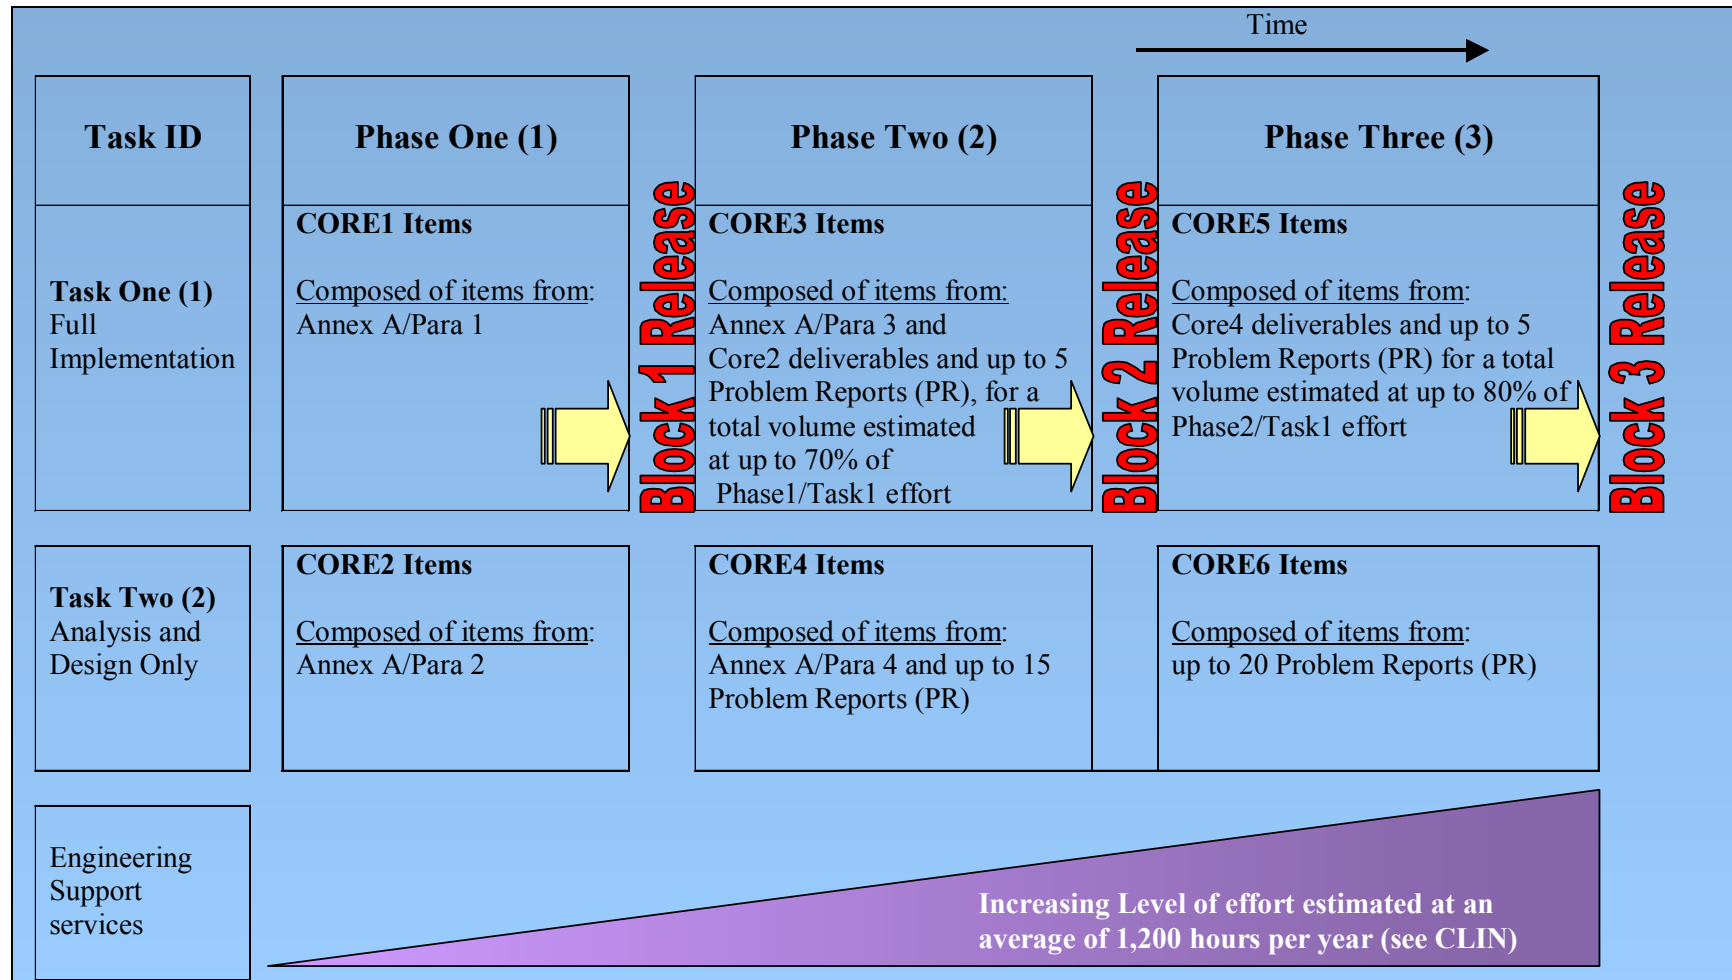 Time
Task ID
Phase One (1)
Phase Two (2)
Phase Three (3)
Task One (1)
Full
Implementation
CORE1 Items
Composed of items from:
Annex A/Para 1
Block 1 Release
CORE3 Items
Composed of items from:
Annex A/Para 3 and
Core2 deliverables and up to 5
Problem Reports (PR), for a
total volume estimated
at up to 70% of
Phase1/Task1 effort
Block 2 Release
CORE5 Items
Composed of items from:
Core4 deliverables and up to 5
Problem Reports (PR) for a total
volume estimated at up to 80% of
Phase2/Task1 effort
Block 3 Release
Task Two (2)
Analysis and
Design Only
CORE2 Items
Composed of items from:
Annex A/Para 2
CORE4 Items
Composed of items from:
Annex A/Para 4 and up to 15
Problem Reports (PR)
CORE6 Items
Composed of items from:
up to 20 Problem Reports (PR)
Engineering
Support
services
Increasing Level of effort estimated at an
average of 1,200 hours per year (see CLIN)